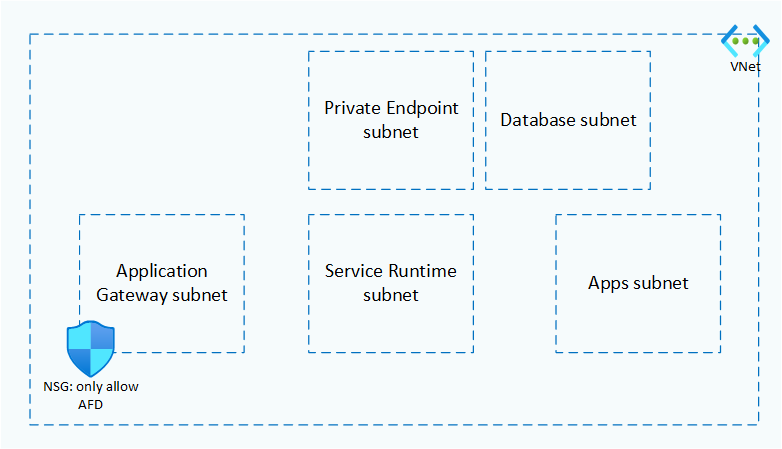 VNet
Private Endpoint
subnet
Database subnet
Application
Gateway subnet
Service Runtime
subnet
Apps subnet
NSG: only allow
AFD